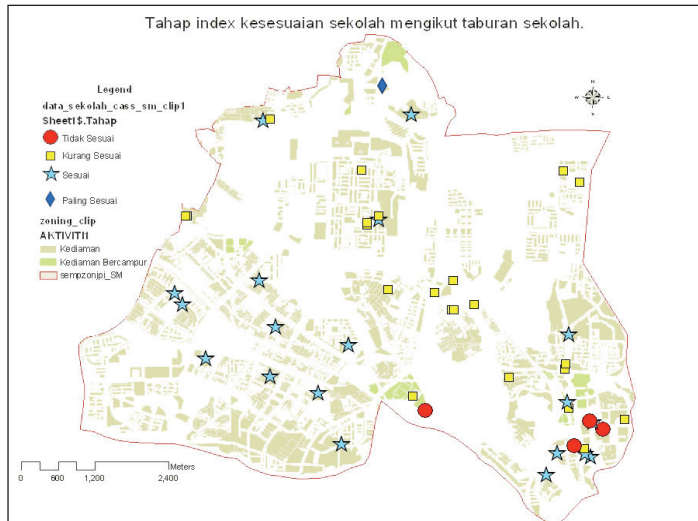 Tahap index kesesuaian sekolah mengikut taburan sekolah.
Legend
data_sekolah_cass_sm_clip1
Sheet1$.Tahap
Tidak Sesuai
Kurang Sesuai
Sesuai
Paling Sesuai
zoning_clip
AKTIVITI1
Kediaman
Kediaman Bercampur
sempzonjpi_SM
N
W E
S
Meters
0 600 1,200 2,400